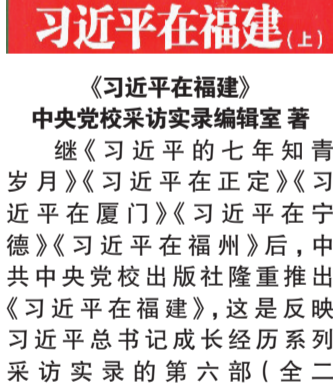 习近平在福建（上）
《习近平在福建》
中央党校采访实录编辑室 著
继《习近平的七年知青
岁月》《习近平在正定》《习
近平在厦门》《习近平在宁
德》《习近平在福州》后，中
共中央党校出版社隆重推出
《习近平在福建》，这是反映
习近平总书记成长经历系列
采访实录的第六部（全二